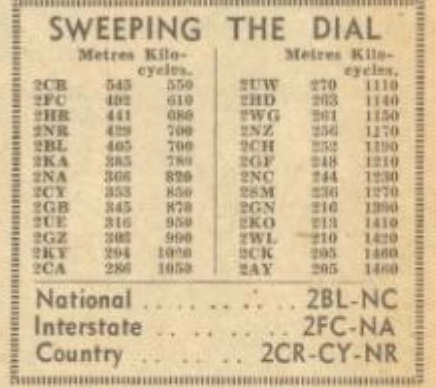 SWEEPING THE DIAL
Metres Kilo-
cycles.
2CR 545 550
2FC 492 610
2HR 441 680
2NR 429 700
2BL 405 740
2KA 385 780
2NA 366 820
2CY 353 850
2GB 345 870
2UE 316 950
2GZ 303 990
2KY 294 1020
2CA 286 1050
Metres Kilo-
cycles.
2UW 270 1110
2HD 263 1140
2WG 261 1150
2NZ 256 1170
2CH 252 1190
2GF 248 1210
2NC 244 1230
2SM 236 1270
2GN 216 1390
2KO 213 1410
2WL 210 1420
2CK 205 1460
2AY 205 1460
National . . . . . . . . 2BL-NC
Interstate . . . . . . . 2FC-NA
Country . . . . . . 2CR-CY-NR